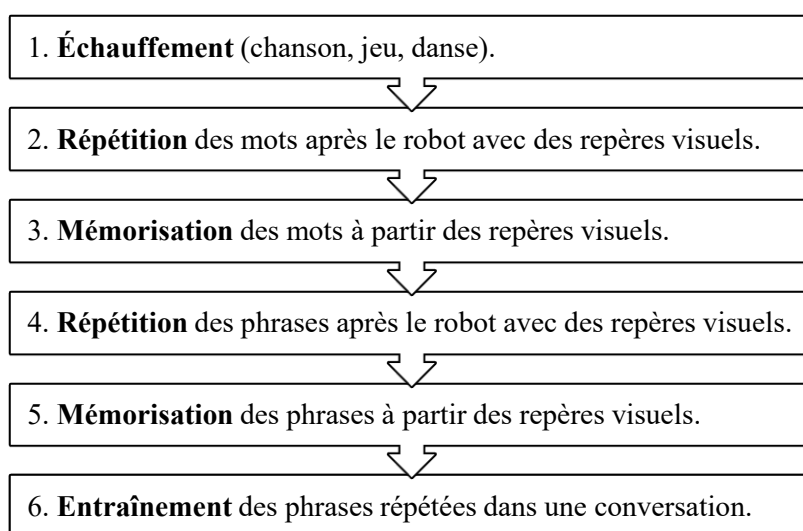 1. Échauffement (chanson, jeu, danse).
2. Répétition des mots après le robot avec des repères visuels.
3. Mémorisation des mots à partir des repères visuels.
4. Répétition des phrases après le robot avec des repères visuels.
5. Mémorisation des phrases à partir des repères visuels.
6. Entraînement des phrases répétées dans une conversation.